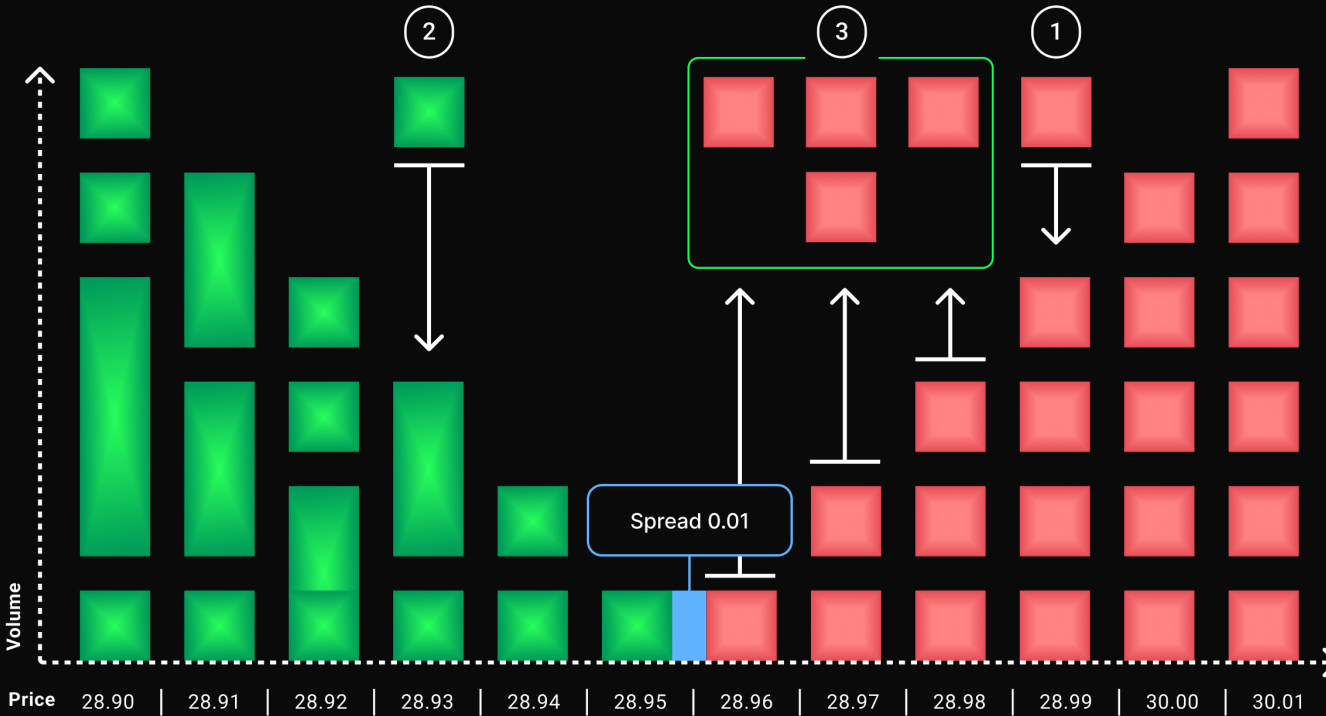 2
3
1
Spread 0.01
Volume
Price 28.90 | 28.91 | 28.92 | 28.93 | 28.94 | 28.95 | 28.96 | 28.97 | 28.98 | 28.99 | 30.00 | 30.01